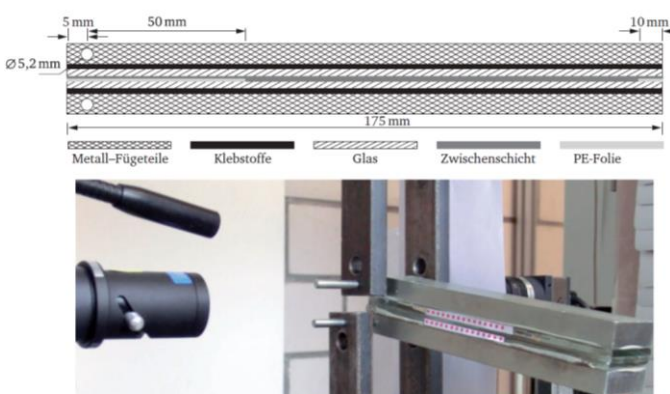 5 mm 50 mm 10 mm
Ø 5,2 mm
175 mm
Metall–Fügeteile Klebstoffe Glas Zwischenschicht PE-Folie